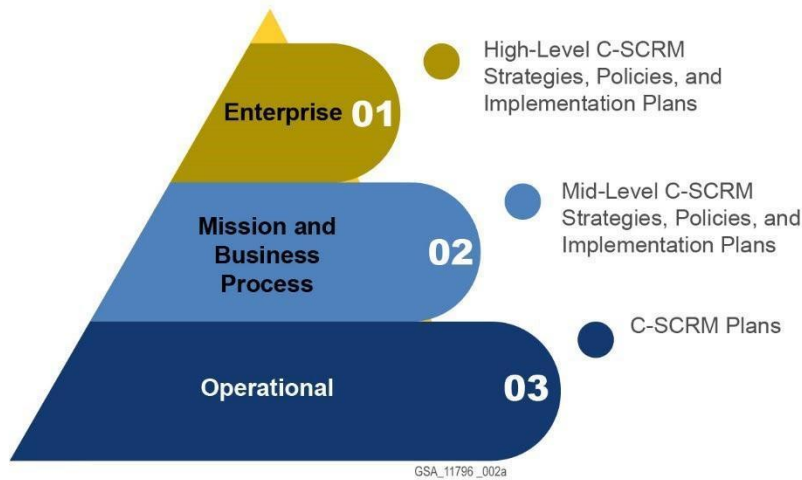 Enterprise 01
High-Level C-SCRM
Strategies, Policies, and
Implementation Plans
Mission and
Business
Process
02
Mid-Level C-SCRM
Strategies, Policies, and
Implementation Plans
Operational 03
C-SCRM Plans
GSA_11796 _002a